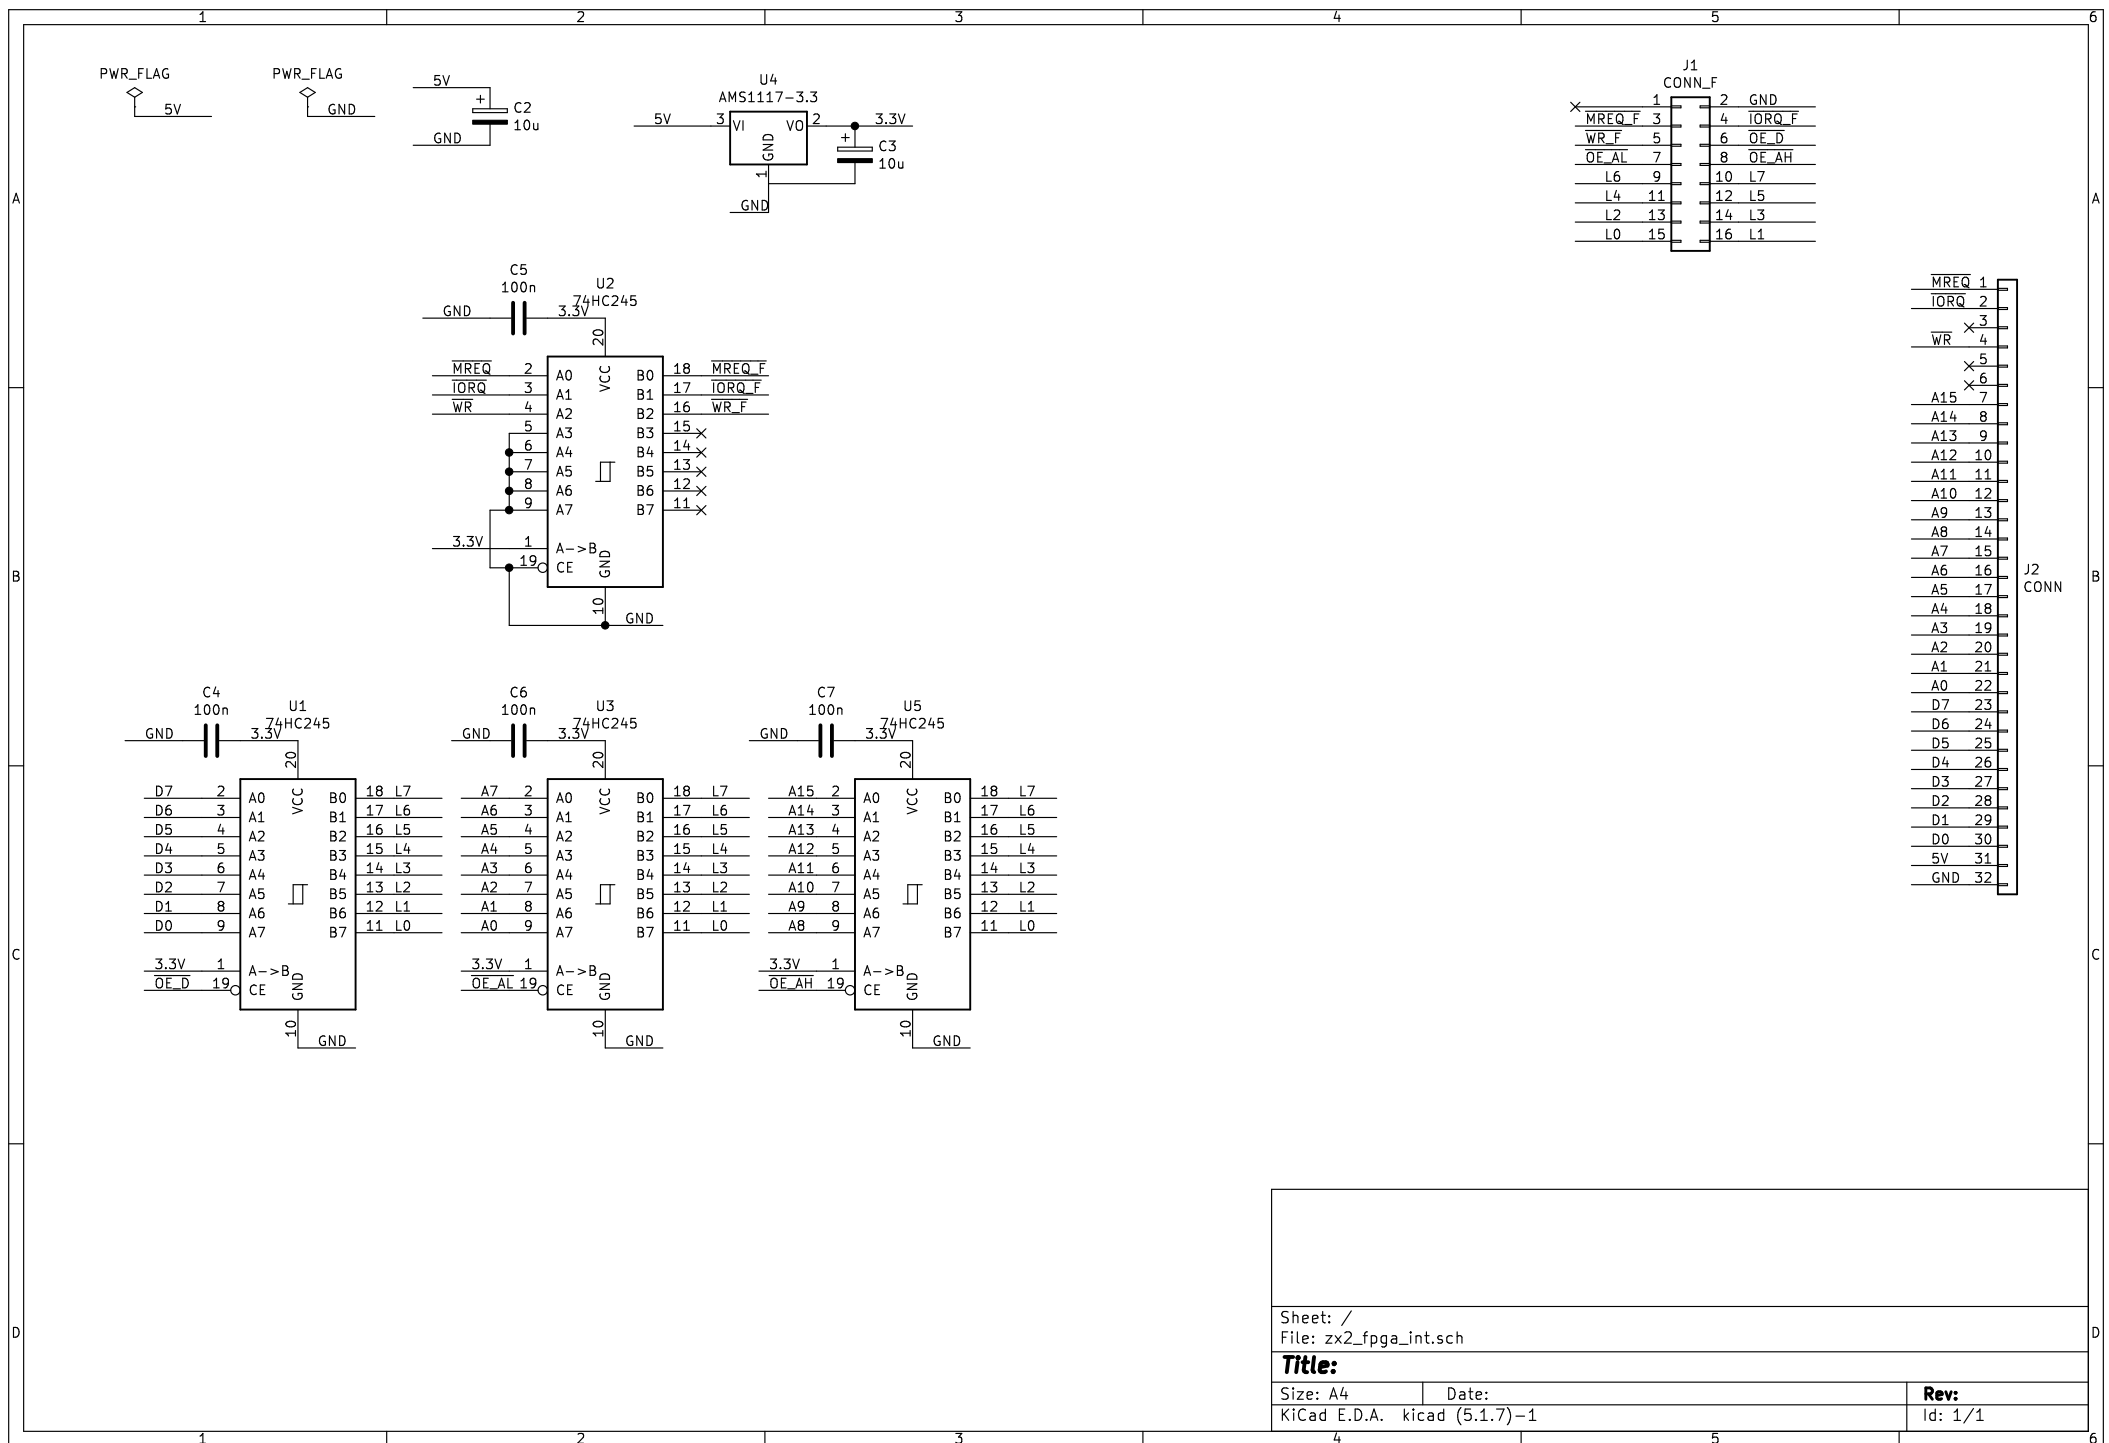 1 2 3 4 5 6
PWR_FLAG
5V
PWR_FLAG
GND
5V
C2
10u
GND
U4
AMS1117-3.3
5V 3 VI VO 2 3.3V
GND
1
C3
10u
GND
J1
CONN_F
1 2 GND
MREQ_F 3 4 IORQ_F
WR_F 5 6 OE_D
OE_AL 7 8 OE_AH
L6 9 10 L7
L4 11 12 L5
L2 13 14 L3
L0 15 16 L1
A A
C5
100n
U2
74HC245
GND 3.3V
20
VCC
MREQ 2 A0 B0 18 MREQ_F
IORQ 3 A1 B1 17 IORQ_F
WR 4 A2 B2 16 WR_F
5 A3 B3 15
6 A4 B4 14
7 A5 B5 13
8 A6 B6 12
9 A7 B7 11
3.3V 1 A->B
19 CE
GND
10
GND
MREQ 1
IORQ 2
3
WR 4
5
6
A15 7
A14 8
A13 9
A12 10
A11 11
A10 12
A9 13
A8 14
A7 15
A6 16
A5 17
A4 18
A3 19
A2 20
A1 21
A0 22
D7 23
D6 24
D5 25
D4 26
D3 27
D2 28
D1 29
D0 30
5V 31
GND 32
J2
CONN
B B
C4
100n
U1
74HC245
GND 3.3V
20
VCC
D7 2 A0 B0 18 L7
D6 3 A1 B1 17 L6
D5 4 A2 B2 16 L5
D4 5 A3 B3 15 L4
D3 6 A4 B4 14 L3
D2 7 A5 B5 13 L2
D1 8 A6 B6 12 L1
D0 9 A7 B7 11 L0
3.3V 1 A->B
OE_D 19 CE
GND
10
GND
C6
100n
U3
74HC245
GND 3.3V
20
VCC
A7 2 A0 B0 18 L7
A6 3 A1 B1 17 L6
A5 4 A2 B2 16 L5
A4 5 A3 B3 15 L4
A3 6 A4 B4 14 L3
A2 7 A5 B5 13 L2
A1 8 A6 B6 12 L1
A0 9 A7 B7 11 L0
3.3V 1 A->B
OE_AL 19 CE
GND
10
GND
C7
100n
U5
74HC245
GND 3.3V
20
VCC
A15 2 A0 B0 18 L7
A14 3 A1 B1 17 L6
A13 4 A2 B2 16 L5
A12 5 A3 B3 15 L4
A11 6 A4 B4 14 L3
A10 7 A5 B5 13 L2
A9 8 A6 B6 12 L1
A8 9 A7 B7 11 L0
3.3V 1 A->B
OE_AH 19 CE
GND
10
GND
C C
D D
Sheet: /
File: zx2_fpga_int.sch
Title:
Size: A4 Date: Rev:
KiCad E.D.A. kicad (5.1.7)-1 Id: 1/1
1 2 3 4 5 6